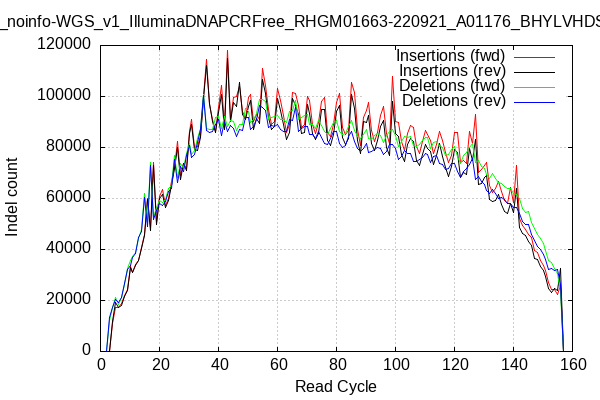 _noinfo-WGS_v1_IlluminaDNAPCRFree_RHGM01663-220921_A01176_BHYLVHDS
Insertions (fwd)
Insertions (rev)
Deletions (fwd)
Deletions (rev)
120000
100000
80000
60000
40000
20000
0
Indel count
0 20 40 60 80 100 120 140 160
Read Cycle